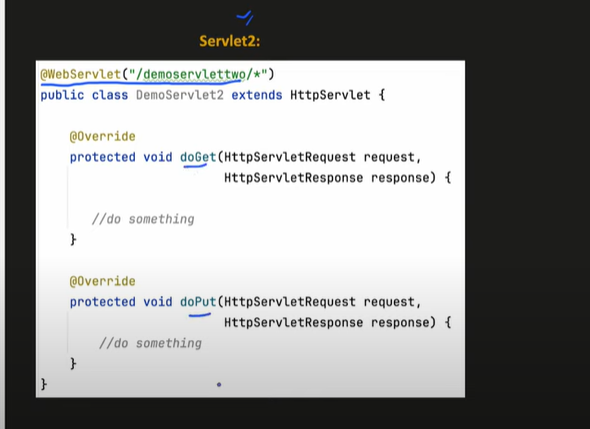 Servlet2:
@WebServlet("/demoservlettwo/*")
public class DemoServlet2 extends HttpServlet {
@Override
protected void doGet(HttpServletRequest request,
HttpServletResponse response) {
//do something
}
@Override
protected void doPut(HttpServletRequest request,
HttpServletResponse response) {
//do something
}
}